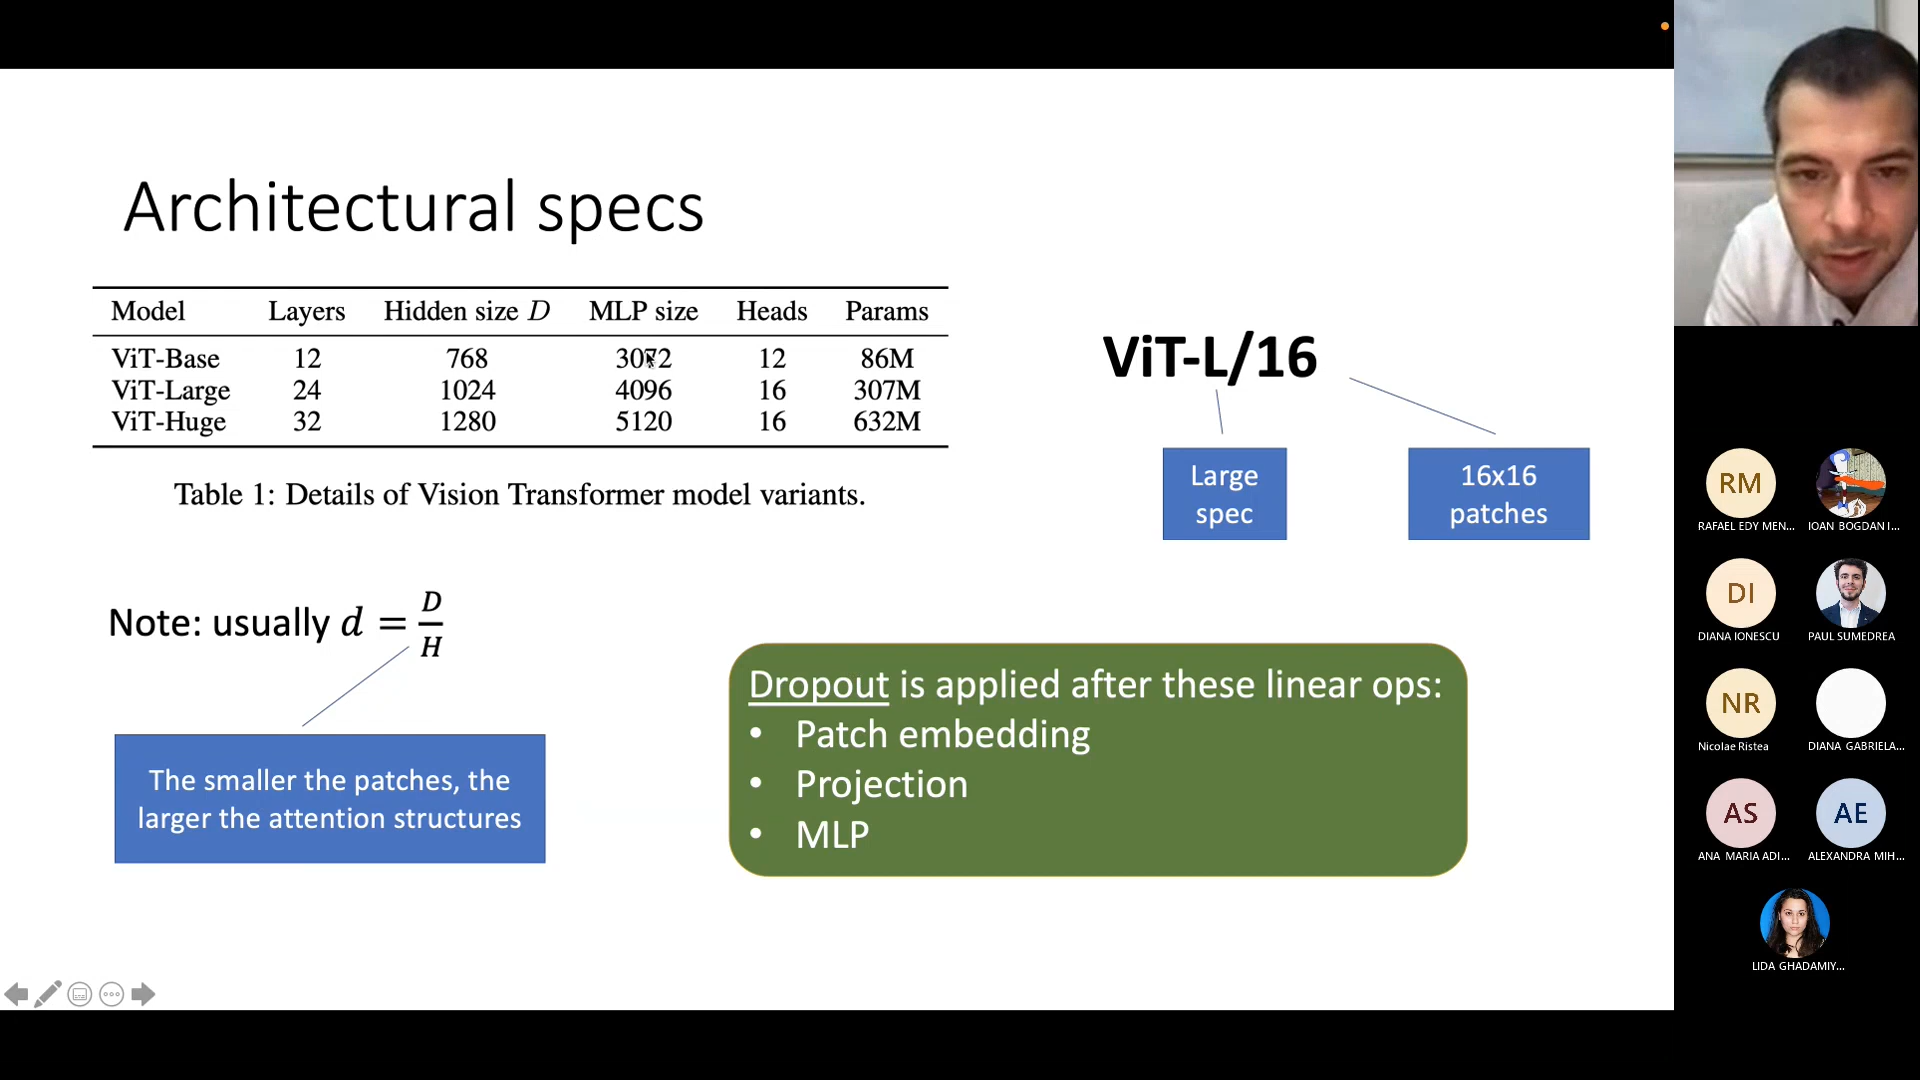 Architectural specs
Model Layers Hidden size D MLP size Heads Params
ViT-Base 12 768 3072 12 86M
ViT-Large 24 1024 4096 16 307M
ViT-Huge 32 1280 5120 16 632M
Table 1: Details of Vision Transformer model variants.
ViT-L/16
Large
spec
16x16
patches
Note: usually d = D/H
The smaller the patches, the
larger the attention structures
Dropout is applied after these linear ops:
• Patch embedding
• Projection
• MLP
RM
RAFAEL EDY MEN...
IOAN BOGDAN I...
DI
DIANA IONESCU
PAUL SUMEDREA
NR
Nicolae Ristea
DIANA GABRIELA...
AS
ANA MARIA ADI...
AE
ALEXANDRA MIH...
LIDA GHADAMIY...